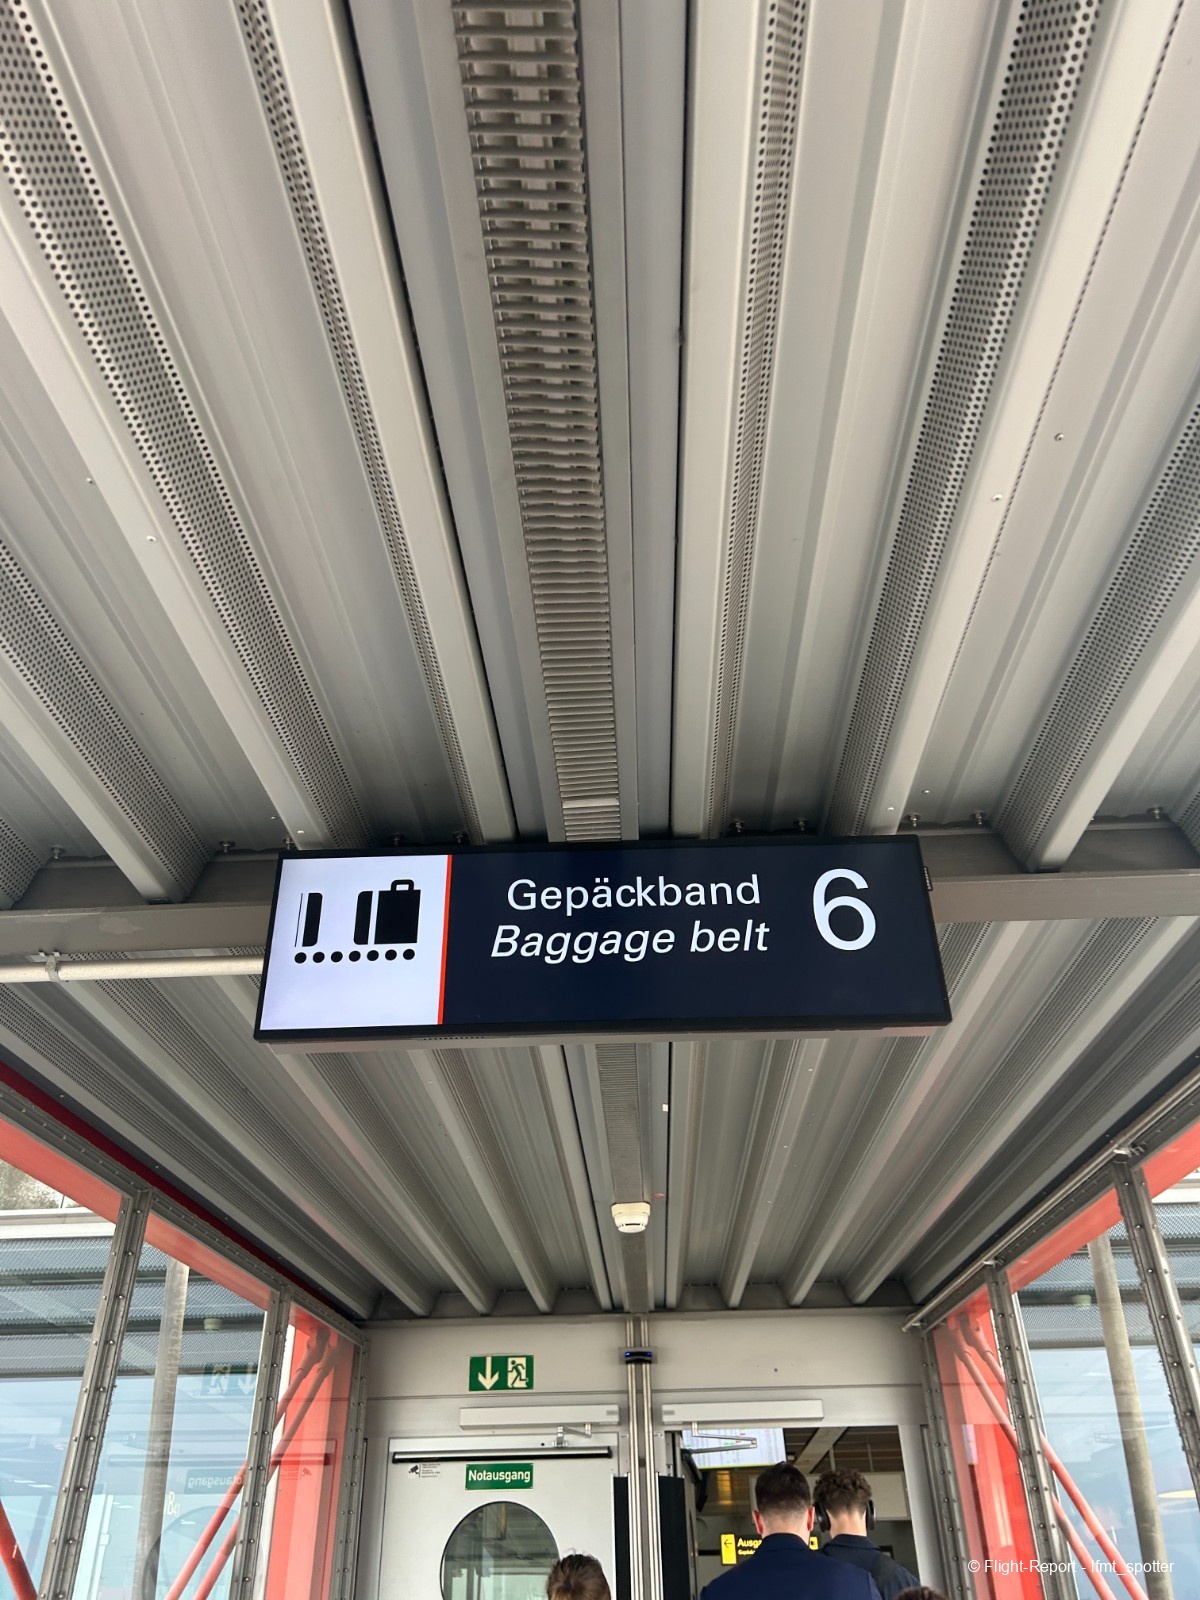 Gepäckband
Baggage belt
6
Notausgang
© Flight-Report - lfmt_spotter